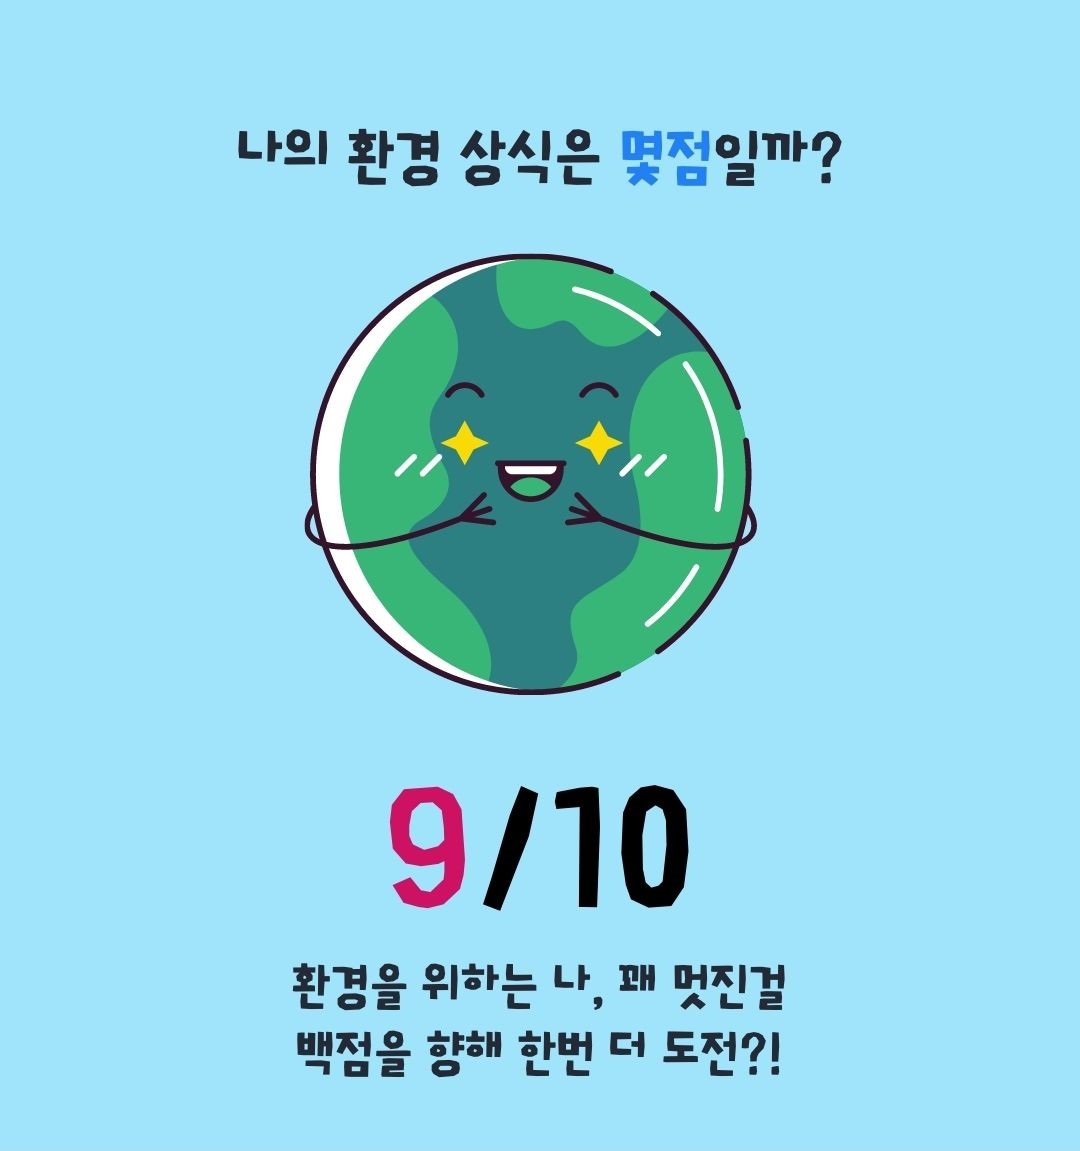 나의 환경 상식은 몇점일까?
9/10
환경을 위하는 나, 꽤 멋진걸
백점을 향해 한번 더 도전?!